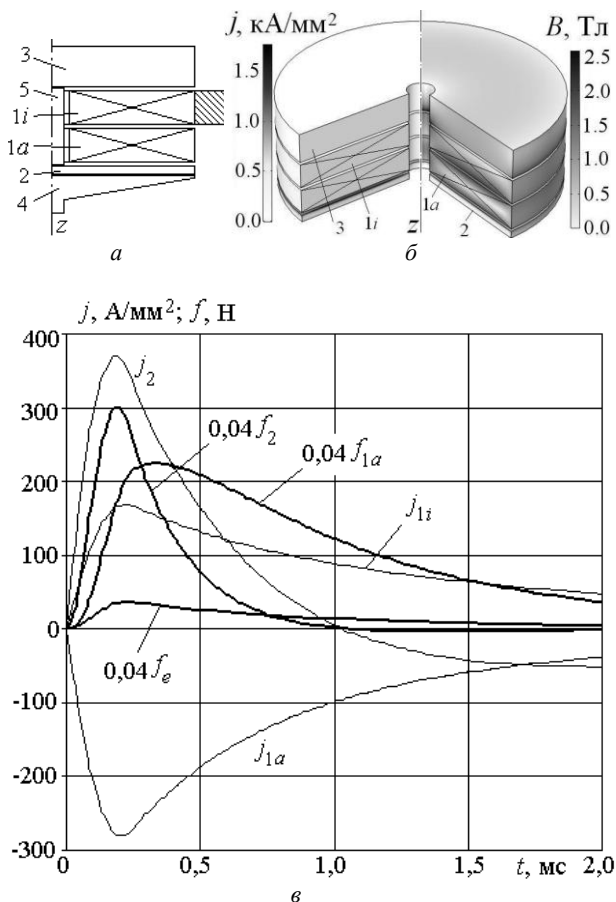 3
5
1i
1a
2
4
z
а
j, кА/мм²
B, Тл
1.5
1.0
0.5
0.0
2.5
2.0
1.5
1.0
0.5
0.0
3
1i
z
1a
2
б
j, А/мм²; f, Н
400
300
200
100
0
-100
-200
-300
j₂
0,04 f₂
0,04 f₁ₐ
j₁ᵢ
0,04 fₑ
j₁ₐ
0
0,5
1,0
1,5
t, мс
2,0
в